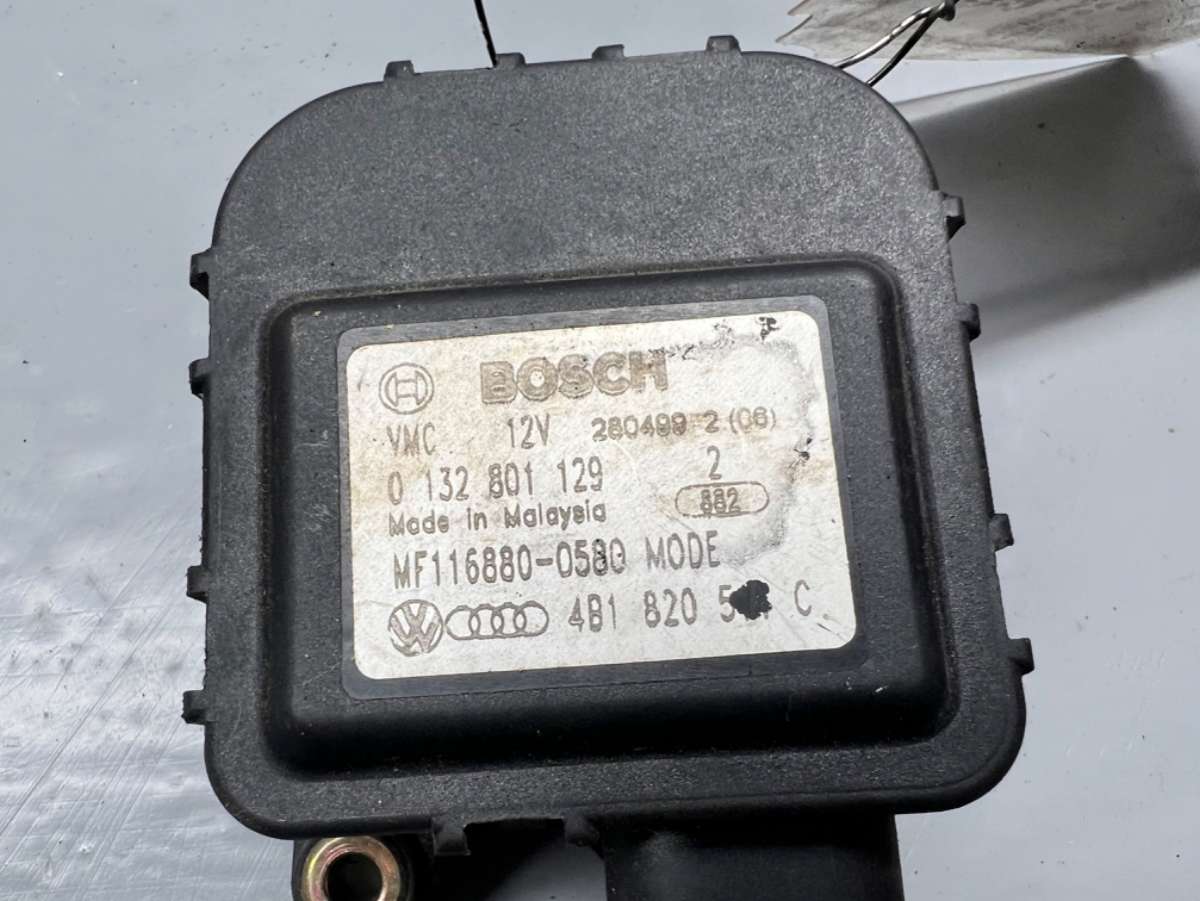 BOSCH
VMC 12V 280499 2 (06)
0 132 801 129 2
Made in Malaysia 882
MF116880-0580 MODE
VW 4B1 820 C